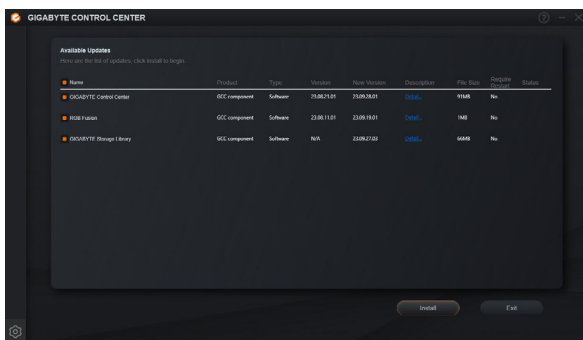 GIGABYTE CONTROL CENTER
Available Updates
Here are the list of updates, click install to begin.
Name Product Type Version New Version Description File Size Require Restart Status
GIGABYTE Control Center GCC component Software 23.08.21.01 23.09.28.01 Detail... 91MB No
RGB Fusion GCC component Software 23.08.11.01 23.09.19.01 Detail... 1MB No
GIGABYTE Storage Library GCC component Software N/A 23.09.27.03 Detail... 66MB No
Install Exit